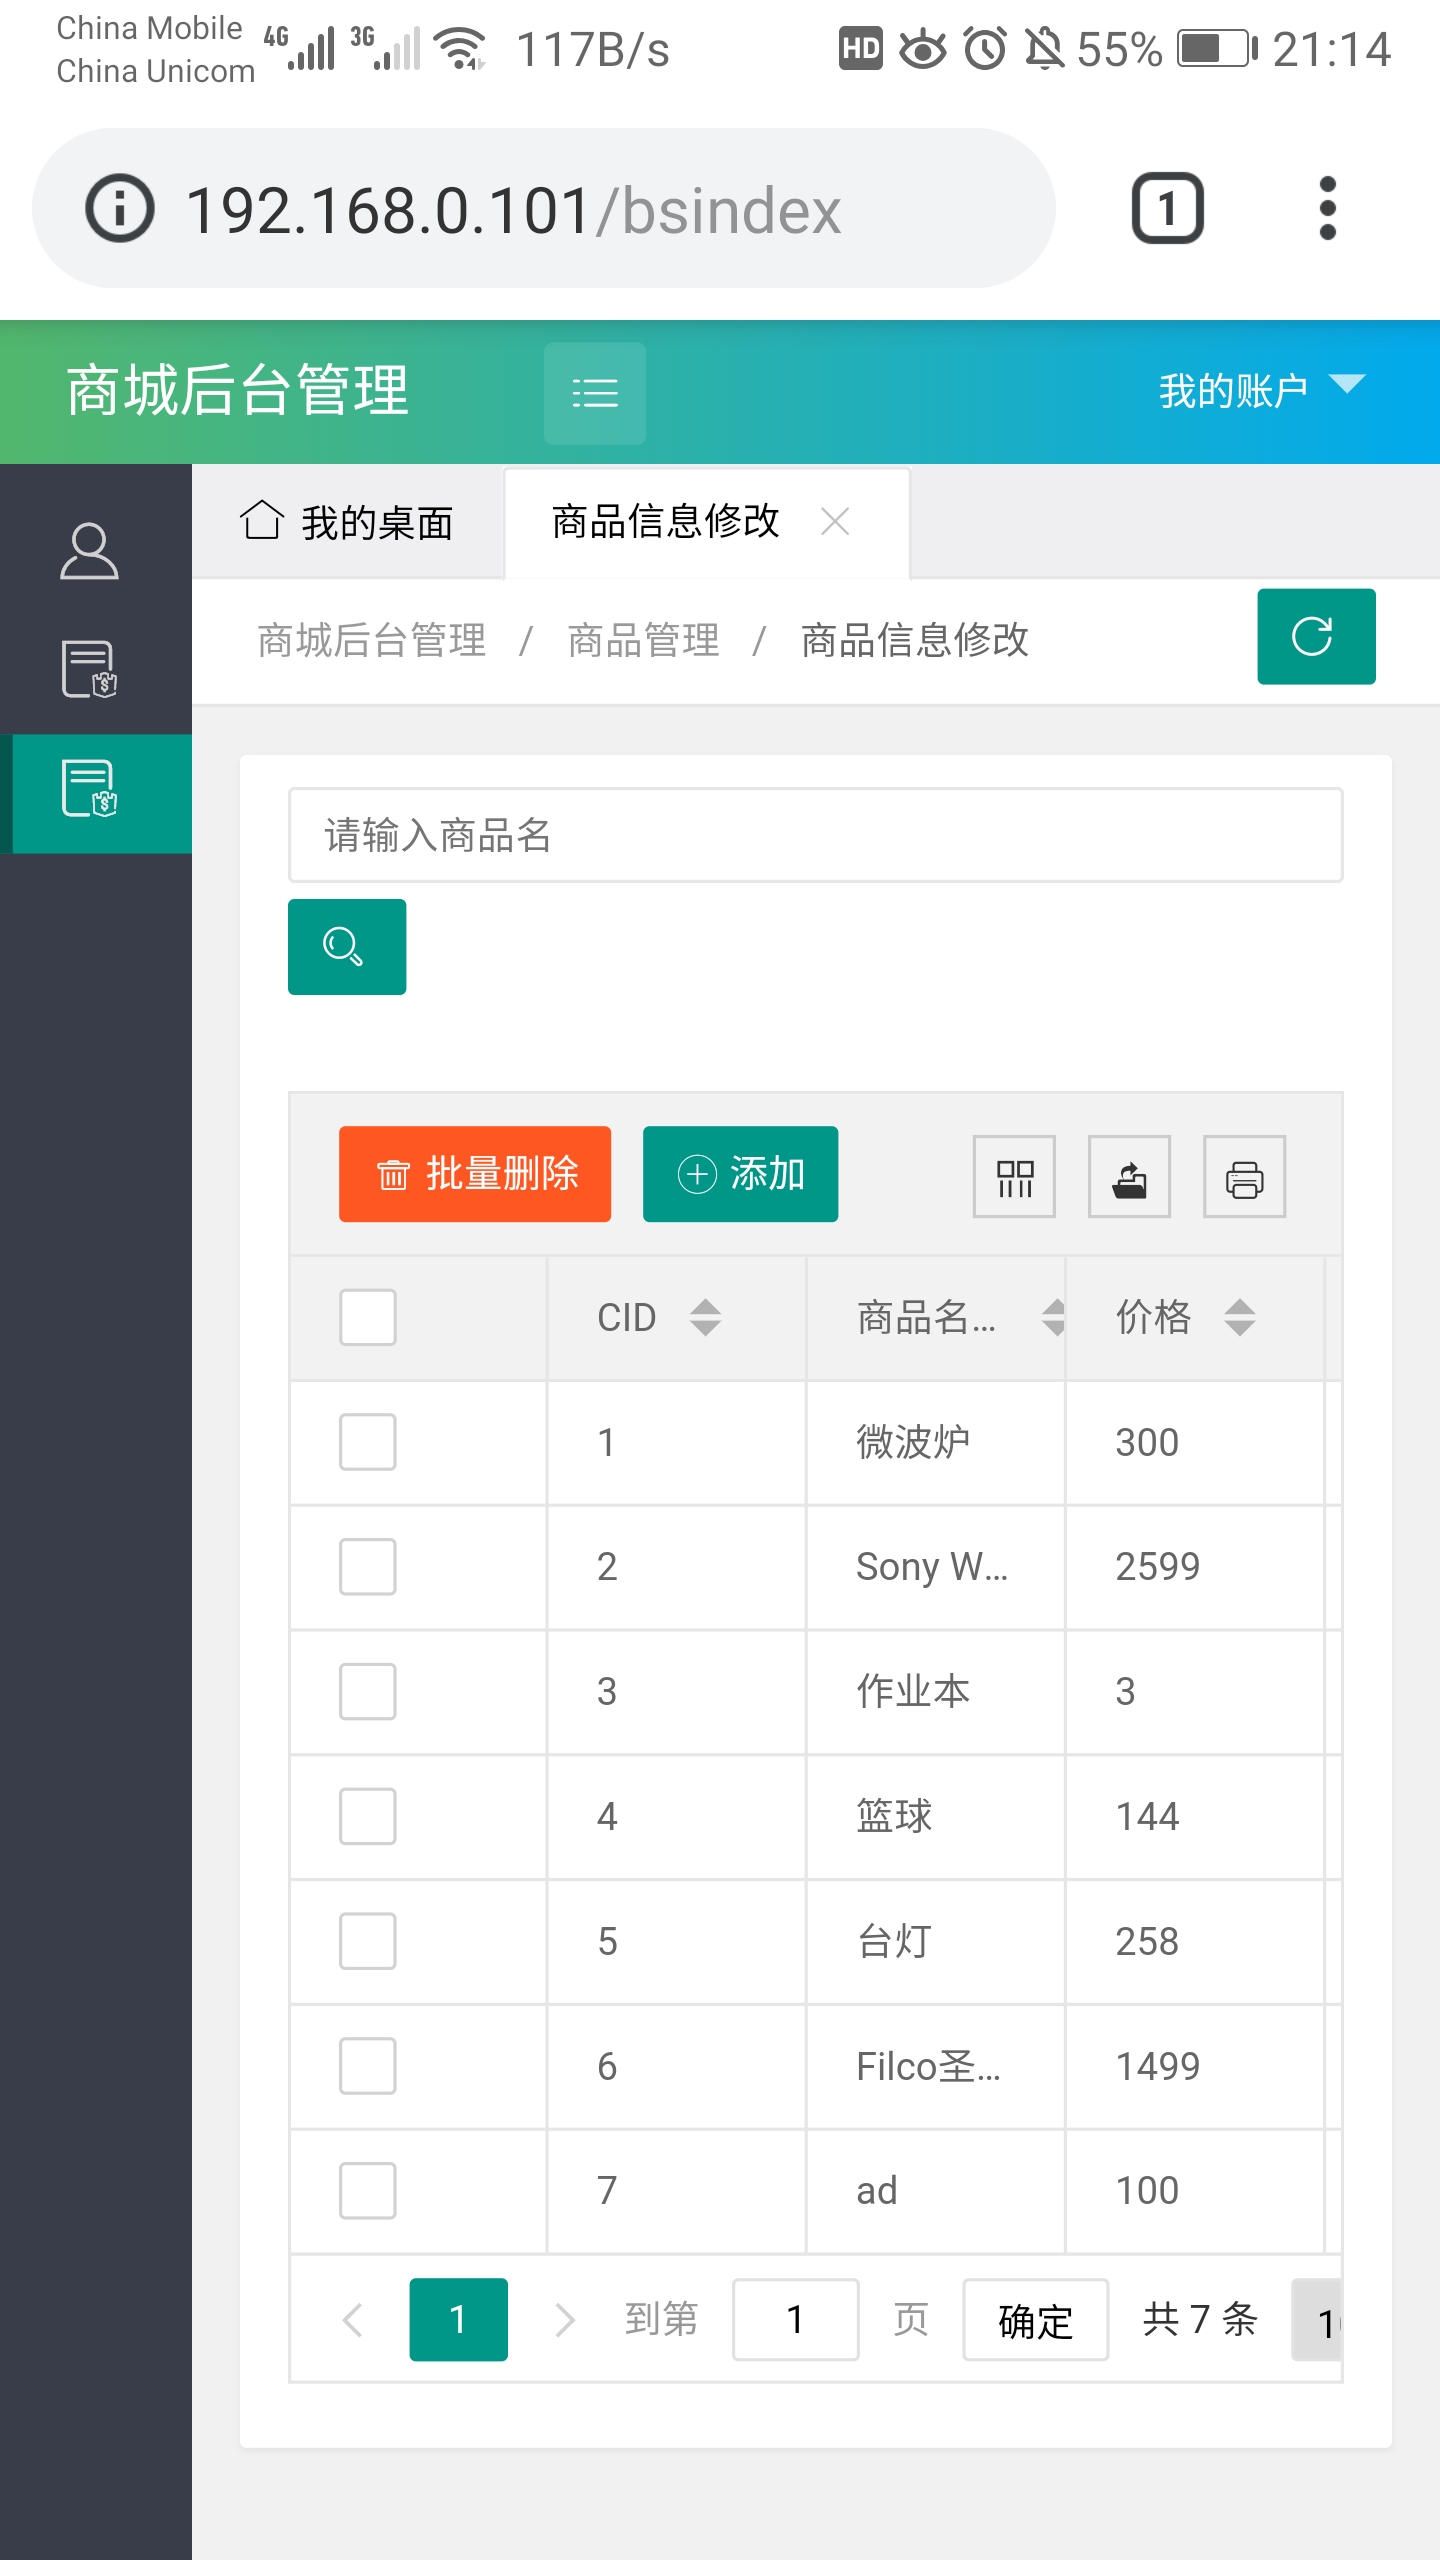 China Mobile
China Unicom
4G 3G 117B/s HD 55% 21:14
192.168.0.101/bsindex 1
商城后台管理 我的账户
我的桌面 商品信息修改
商城后台管理 / 商品管理 / 商品信息修改
请输入商品名
批量删除 添加
CID 商品名... 价格
1 微波炉 300
2 Sony W... 2599
3 作业本 3
4 篮球 144
5 台灯 258
6 Filco圣... 1499
7 ad 100
1 到第 1 页 确定 共 7 条